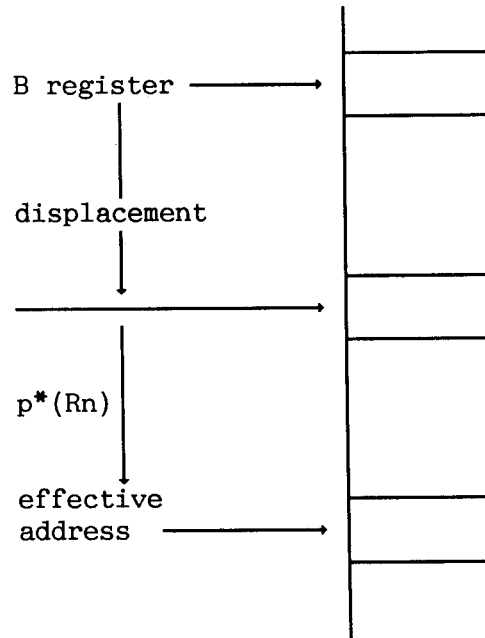 B register
displacement
p*(Rn)
effective
address